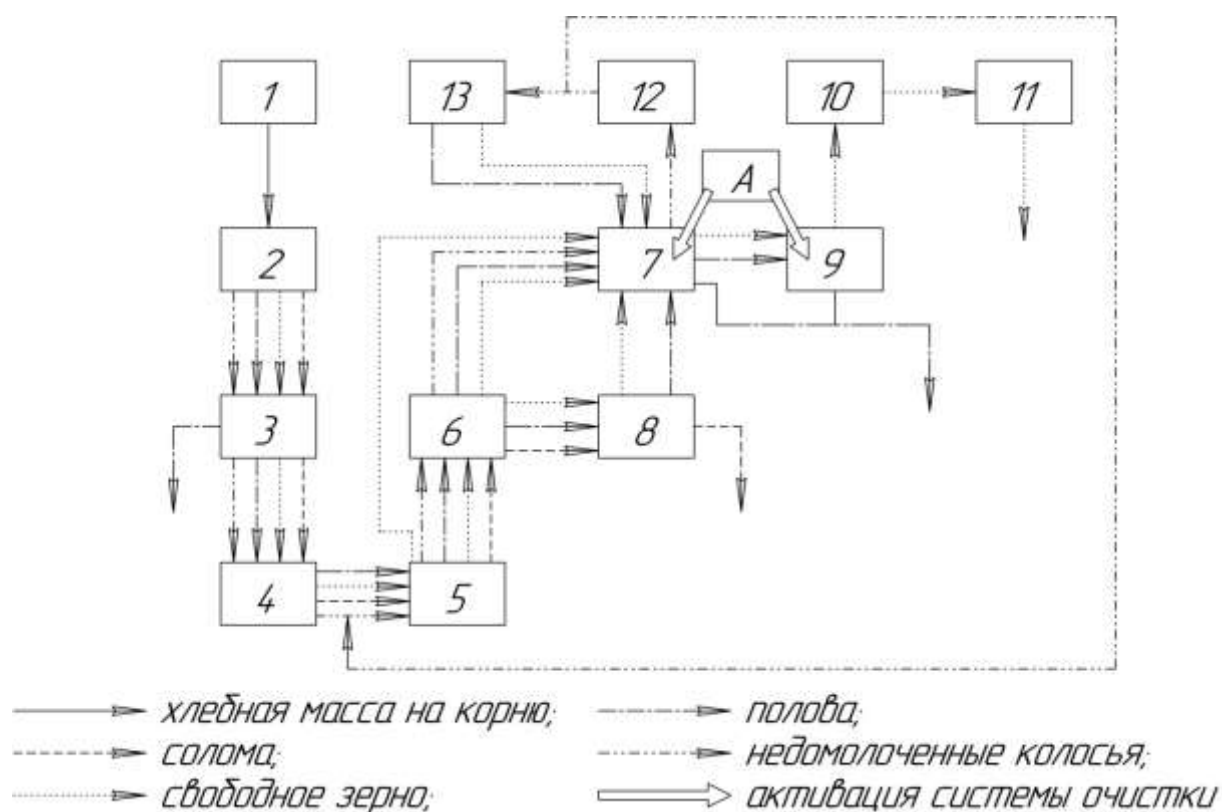 1
13
12
10
11
А
2
7
9
3
6
8
4
5
хлебная масса на корню;
полова;
солома;
недомолоченные колосья;
свободное зерно;
активация системы очистки